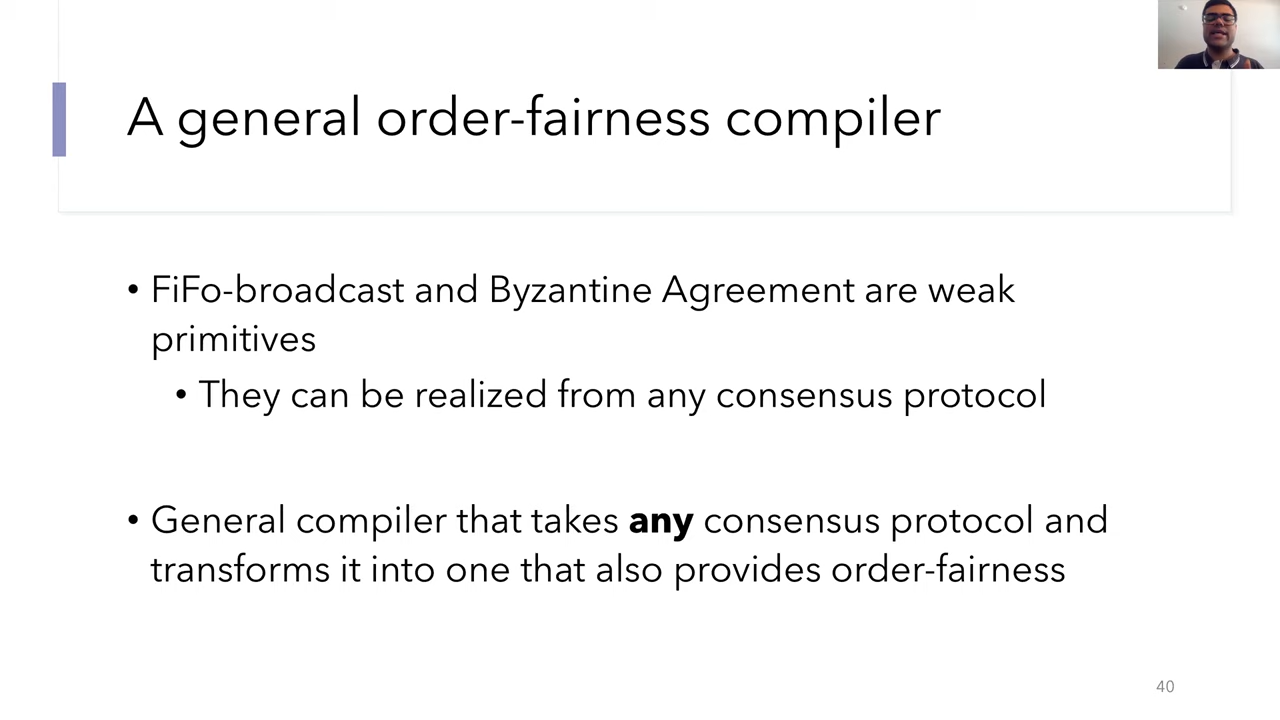 A general order-fairness compiler
• FiFo-broadcast and Byzantine Agreement are weak
primitives
• They can be realized from any consensus protocol
• General compiler that takes any consensus protocol and
transforms it into one that also provides order-fairness
40